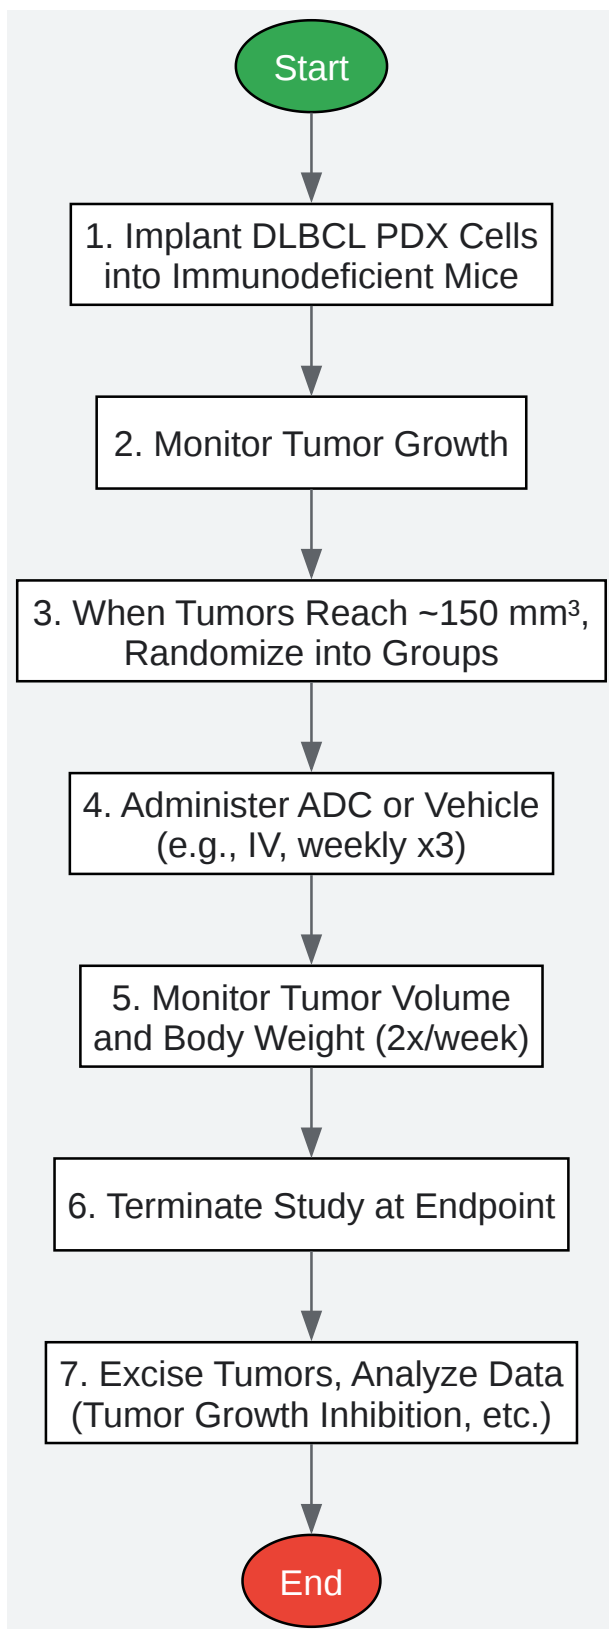 Start
1. Implant DLBCL PDX Cells
into Immunodeficient Mice
2. Monitor Tumor Growth
3. When Tumors Reach ~150 mm³,
Randomize into Groups
4. Administer ADC or Vehicle
(e.g., IV, weekly x3)
5. Monitor Tumor Volume
and Body Weight (2x/week)
6. Terminate Study at Endpoint
7. Excise Tumors, Analyze Data
(Tumor Growth Inhibition, etc.)
End